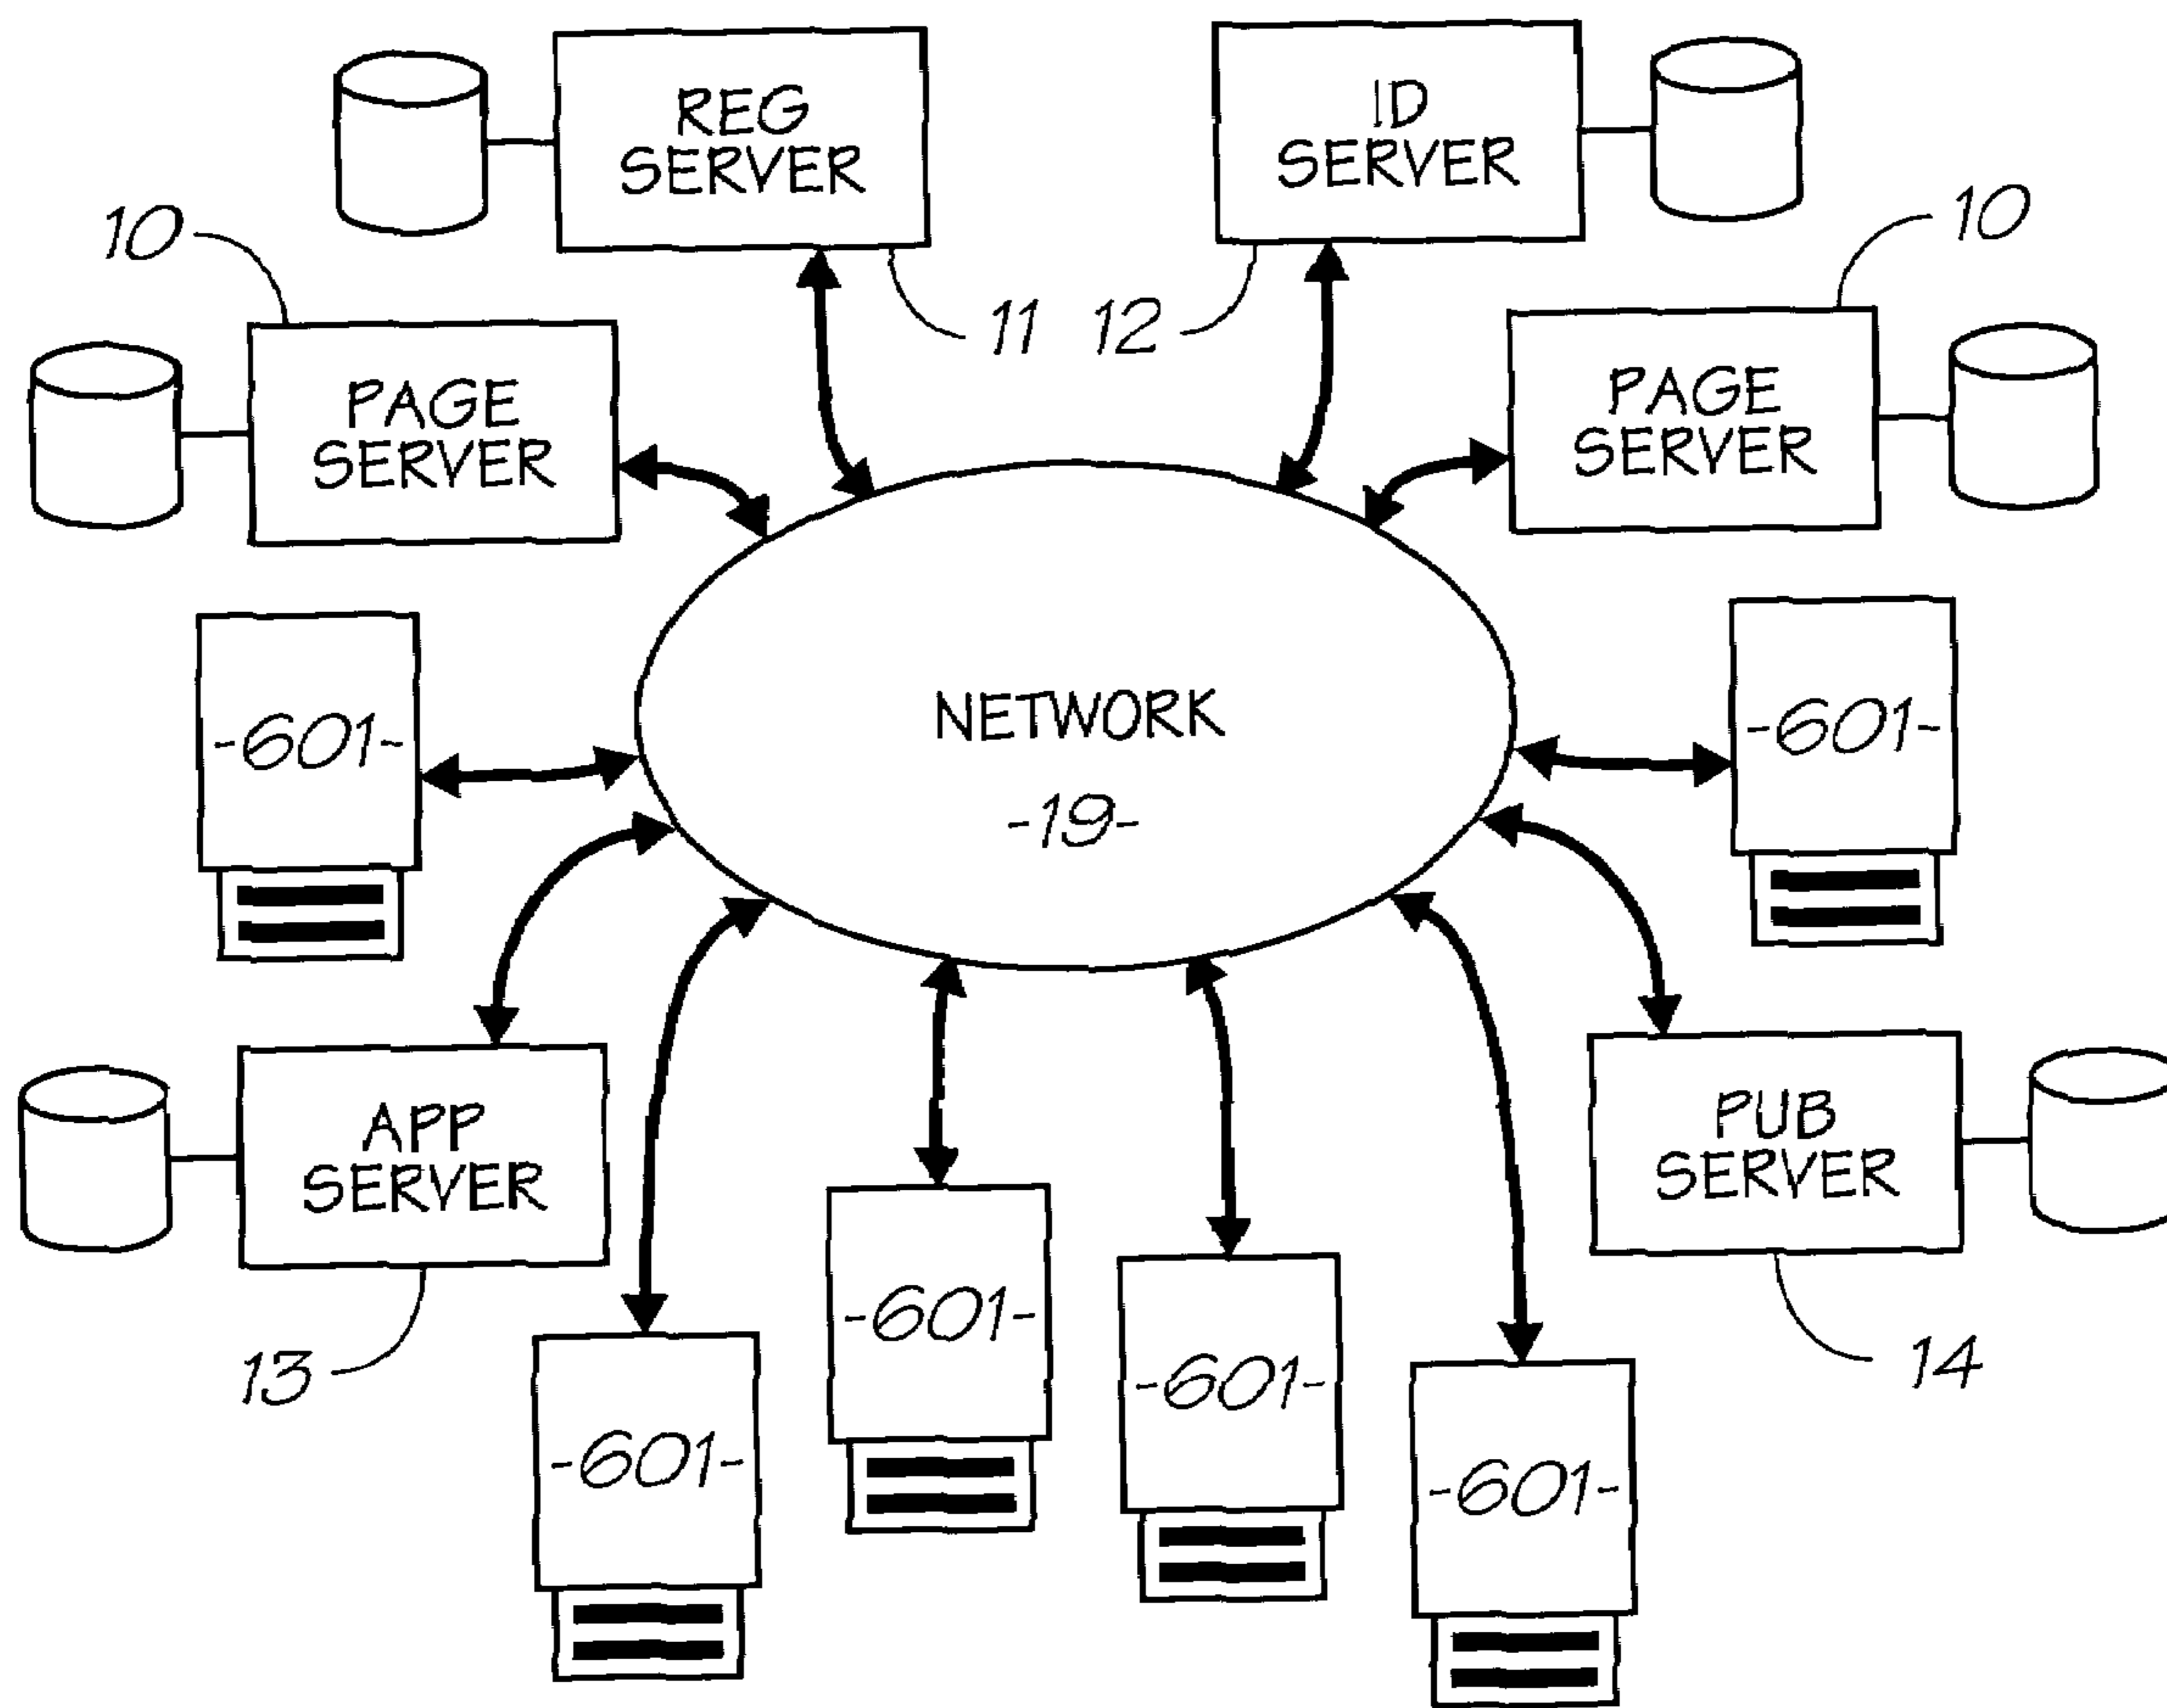 REG
SERVER
ID
SERVER
10
10
11
12
PAGE
SERVER
PAGE
SERVER
-601-
NETWORK
-19-
-601-
APP
SERVER
PUB
SERVER
-601-
-601-
13
14
-601-
-601-